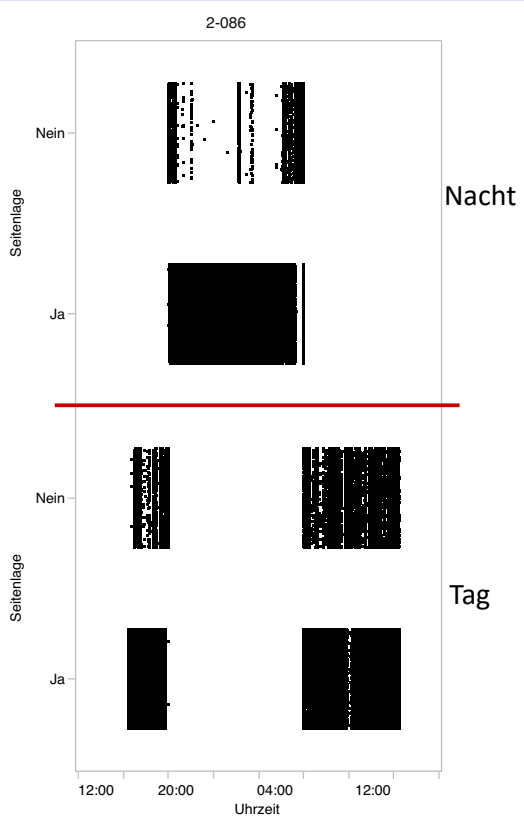 2-086
Nein
Seitenlage
Nacht
Ja
Nein
Seitenlage
Tag
Ja
12:00 20:00 04:00 12:00
Uhrzeit